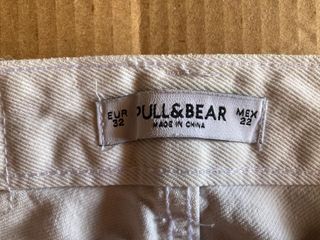 EUR 32
PULL&BEAR
MADE IN CHINA
MEX 22